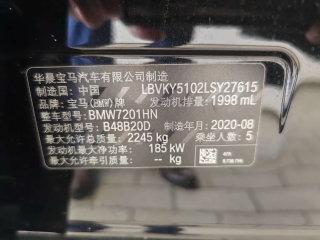 华晨宝马汽车有限公司制造
制造国：中国 LBVKY5102LSY27615
品牌：宝马(BMW)牌 发动机排量：1998 mL
整车型号：BMW7201HN
发动机型号：B48B20D 制造年月：2020-08
最大允许总质量：2245 kg 乘坐人数：5
发动机最大净功率：185 kW
最大允许牵引质量：-- kg